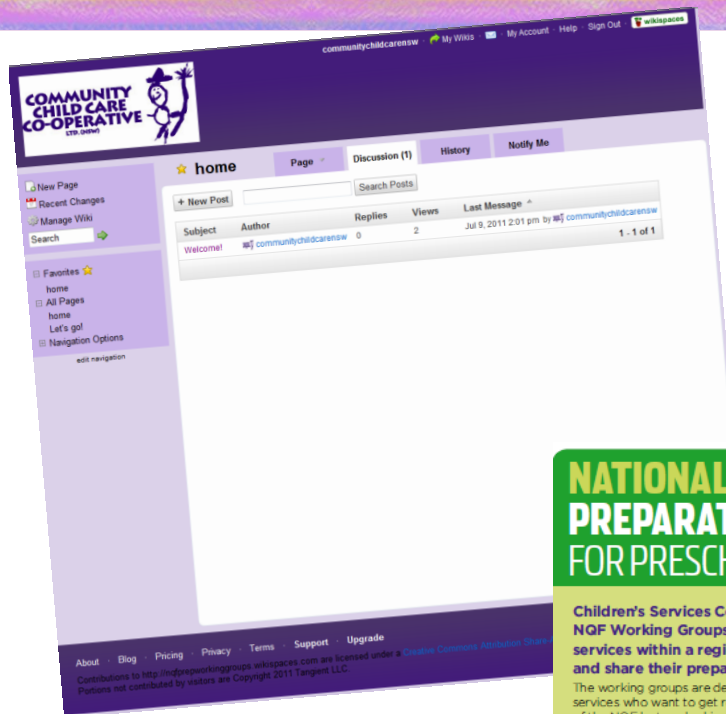 communitychildcarensw · My Wikis · · My Account · Help · Sign Out · wikispaces
COMMUNITY
CHILD CARE
CO-OPERATIVE
LTD. (NSW)
home
Page
Discussion (1)
History
Notify Me
New Page
Recent Changes
Manage Wiki
Search
+ New Post
Search Posts
Subject Author Replies Views Last Message
Welcome! communitychildcarensw 0 2 Jul 9, 2011 2:01 pm by communitychildcarensw
1 - 1 of 1
Favorites
home
All Pages
home
Let's go!
Navigation Options
edit navigation
About · Blog · Pricing · Privacy · Terms · Support · Upgrade
Contributions to http://nqfprepworkinggroups.wikispaces.com are licensed under a Creative Commons Attribution Share
Portions not contributed by visitors are Copyright 2011 Tangient LLC.
NATIONAL
PREPARAT
FOR PRESCH
Children's Services C
NQF Working Groups
services within a regi
and share their prepa
The working groups are de
services who want to get r